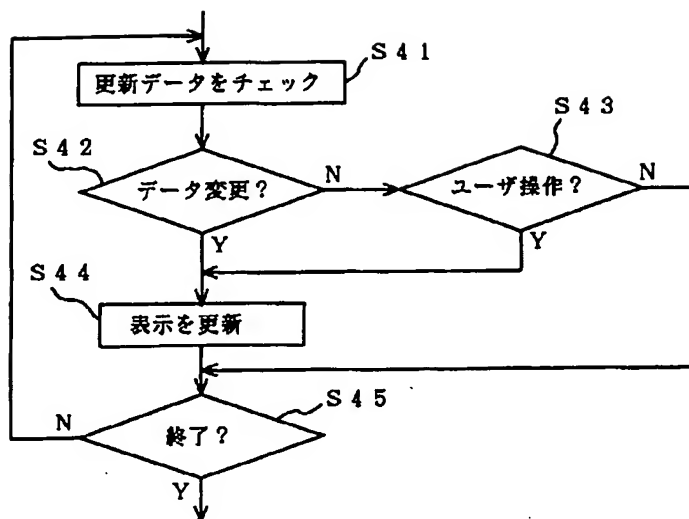 S41
更新データをチェック
S42
データ変更?
N
S43
ユーザ操作?
N
Y
Y
S44
表示を更新
S45
N
終了?
Y